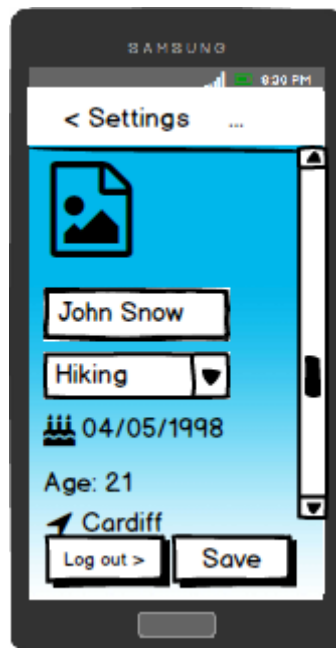 SAMSUNG
8:30 PM
< Settings ...
John Snow
Hiking
04/05/1998
Age: 21
Cardiff
Log out > Save